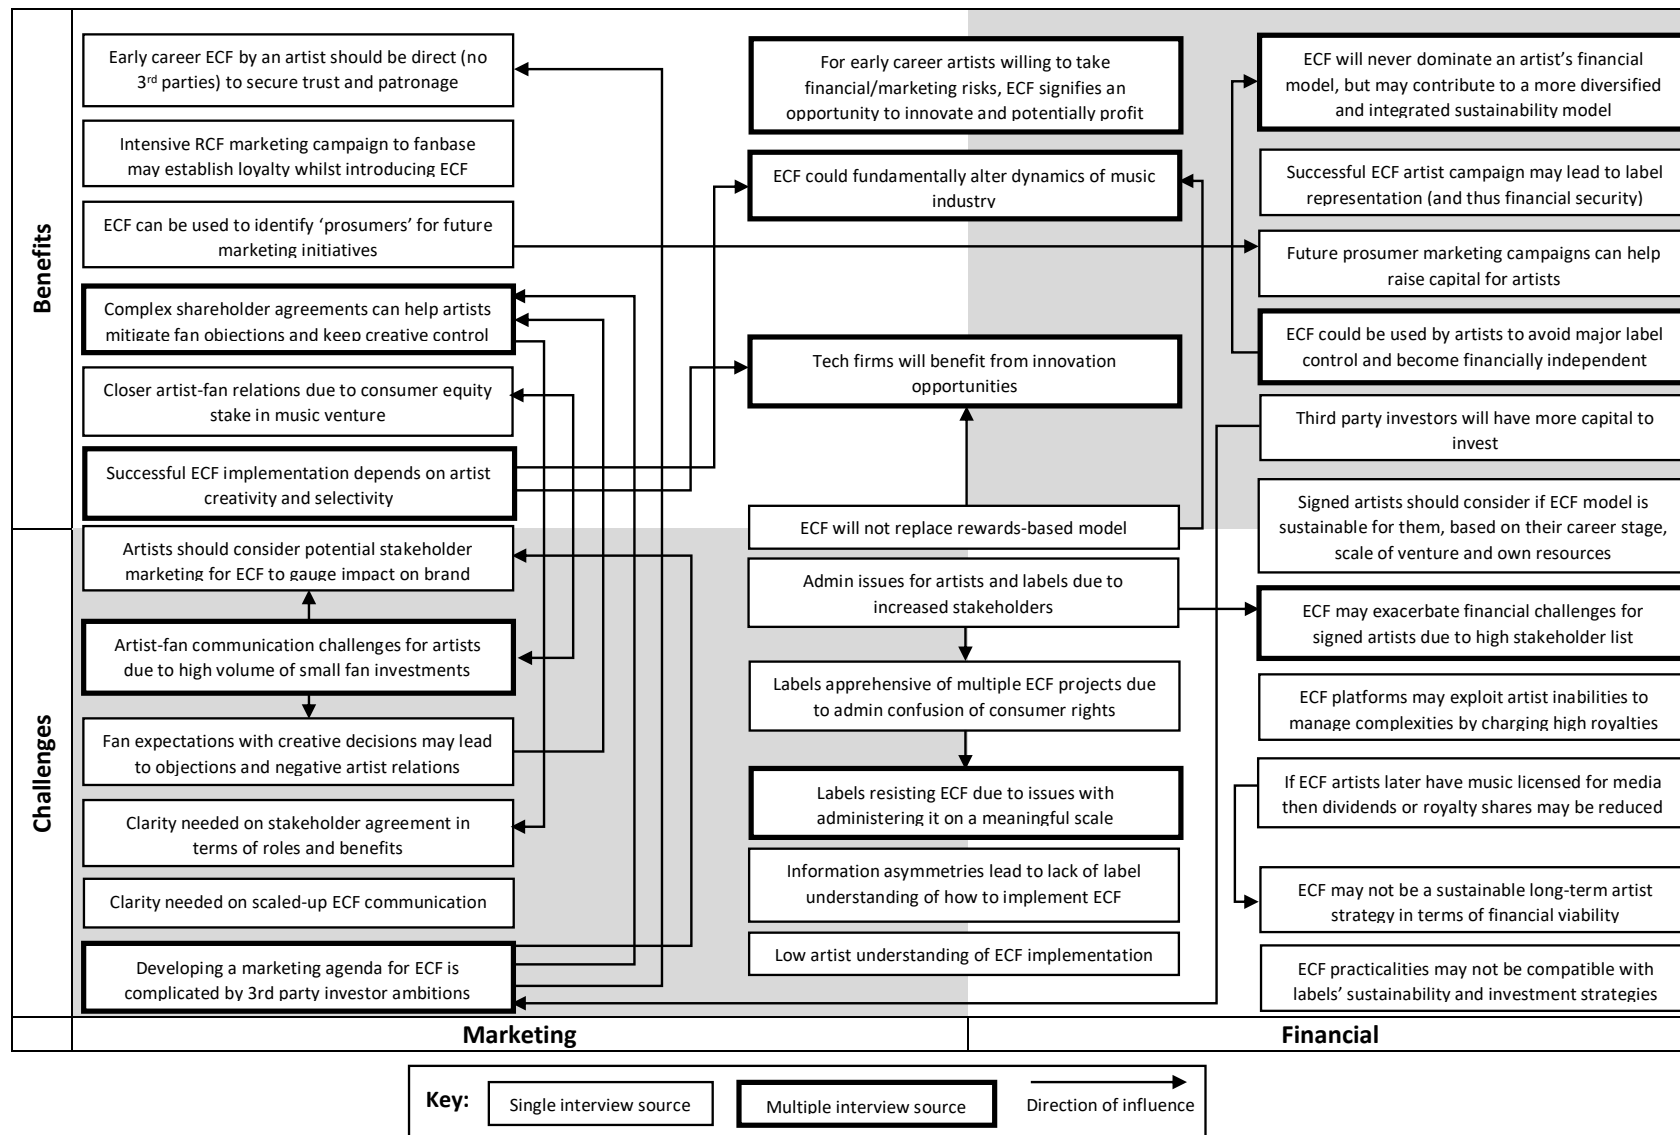 Benefits
Early career ECF by an artist should be direct (no
3rd parties) to secure trust and patronage
Intensive RCF marketing campaign to fanbase
may establish loyalty whilst introducing ECF
ECF can be used to identify ‘prosumers’ for future
marketing initiatives
Complex shareholder agreements can help artists
mitigate fan objections and keep creative control
Closer artist-fan relations due to consumer equity
stake in music venture
Successful ECF implementation depends on artist
creativity and selectivity
For early career artists willing to take
financial/marketing risks, ECF signifies an
opportunity to innovate and potentially profit
ECF could fundamentally alter dynamics of music
industry
Tech firms will benefit from innovation
opportunities
ECF will not replace rewards-based model
ECF will never dominate an artist’s financial
model, but may contribute to a more diversified
and integrated sustainability model
Successful ECF artist campaign may lead to label
representation (and thus financial security)
Future prosumer marketing campaigns can help
raise capital for artists
ECF could be used by artists to avoid major label
control and become financially independent
Third party investors will have more capital to
invest
Signed artists should consider if ECF model is
sustainable for them, based on their career stage,
scale of venture and own resources
Challenges
Artists should consider potential stakeholder
marketing for ECF to gauge impact on brand
Artist-fan communication challenges for artists
due to high volume of small fan investments
Fan expectations with creative decisions may lead
to objections and negative artist relations
Clarity needed on stakeholder agreement in
terms of roles and benefits
Clarity needed on scaled-up ECF communication
Developing a marketing agenda for ECF is
complicated by 3rd party investor ambitions
Admin issues for artists and labels due to
increased stakeholders
Labels apprehensive of multiple ECF projects due
to admin confusion of consumer rights
Labels resisting ECF due to issues with
administering it on a meaningful scale
Information asymmetries lead to lack of label
understanding of how to implement ECF
Low artist understanding of ECF implementation
ECF may exacerbate financial challenges for
signed artists due to high stakeholder list
ECF platforms may exploit artist inabilities to
manage complexities by charging high royalties
If ECF artists later have music licensed for media
then dividends or royalty shares may be reduced
ECF may not be a sustainable long-term artist
strategy in terms of financial viability
ECF practicalities may not be compatible with
labels’ sustainability and investment strategies
Marketing
Financial
Key:
Single interview source
Multiple interview source
Direction of influence